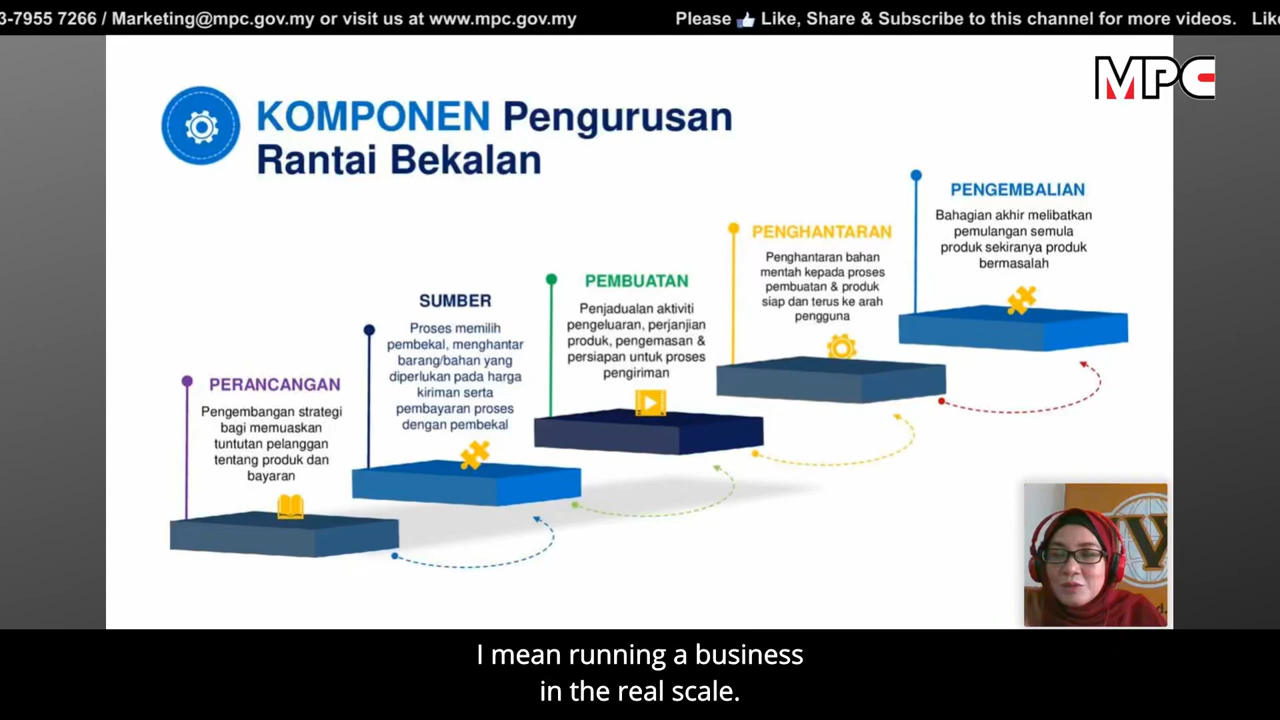 3-7955 7266 / Marketing@mpc.gov.my or visit us at www.mpc.gov.my
Please 👍 Like, Share & Subscribe to this channel for more videos.
Lik
MPC
KOMPONEN Pengurusan
Rantai Bekalan
PERANCANGAN
Pengembangan strategi
bagi memuaskan
tuntutan pelanggan
tentang produk dan
bayaran
SUMBER
Proses memilih
pembekal, menghantar
barang/bahan yang
diperlukan pada harga
kiriman serta
pembayaran proses
dengan pembekal
PEMBUATAN
Penjadualan aktiviti
pengeluaran, perjanjian
produk, pengemasan &
persiapan untuk proses
pengiriman
PENGHANTARAN
Penghantaran bahan
mentah kepada proses
pembuatan & produk
siap dan terus ke arah
pengguna
PENGEMBALIAN
Bahagian akhir melibatkan
pemulangan semula
produk sekiranya produk
bermasalah
I mean running a business
in the real scale.